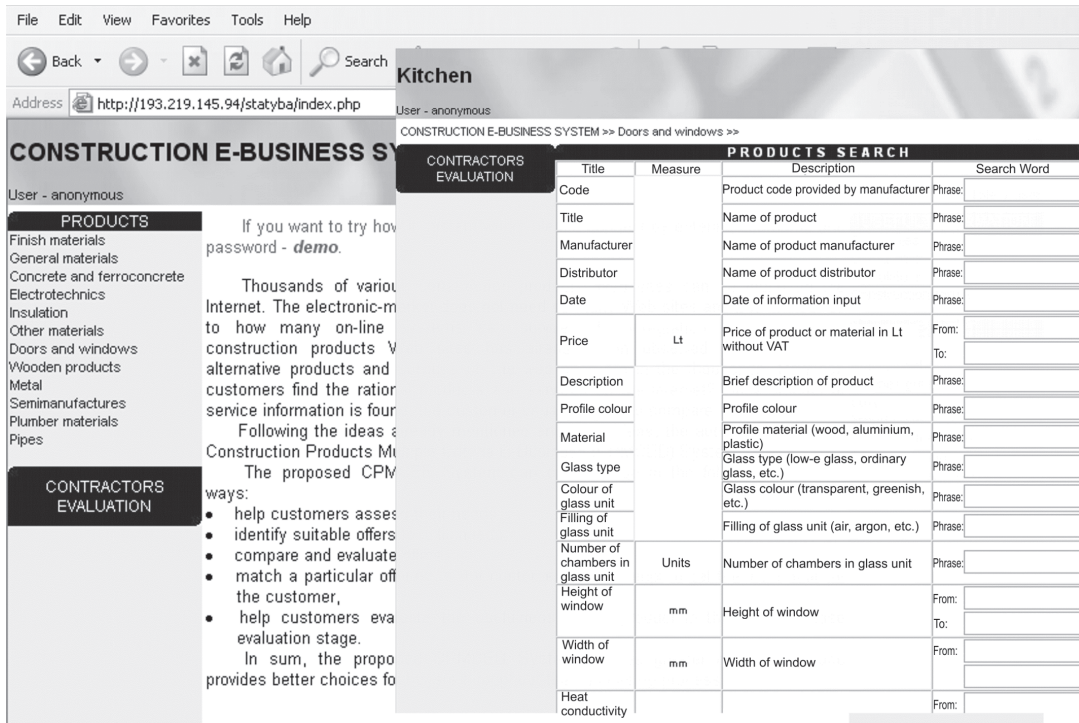 File Edit View Favorites Tools Help
Back Search
Address http://193.219.145.94/statyba/index.php
CONSTRUCTION E-BUSINESS SY
User - anonymous
PRODUCTS
Finish materials
General materials
Concrete and ferroconcrete
Electrotechnics
Insulation
Other materials
Doors and windows
Wooden products
Metal
Semimanufactures
Plumber materials
Pipes
CONTRACTORS
EVALUATION
If you want to try how
password - demo.
Thousands of variou
Internet. The electronic-m
to how many on-line
construction products V
alternative products and
customers find the ration
service information is four
Following the ideas a
Construction Products Mu
The proposed CPM
ways:
• help customers asses
• identify suitable offers
• compare and evaluate
• match a particular off
the customer,
• help customers eva
evaluation stage.
In sum, the propo
provides better choices fo
Kitchen
User - anonymous
CONSTRUCTION E-BUSINESS SYSTEM >> Doors and windows >>
CONTRACTORS
EVALUATION
PRODUCTS SEARCH
Title Measure Description Search Word
Code Product code provided by manufacturer Phrase:
Title Name of product Phrase:
Manufacturer Name of product manufacturer Phrase:
Distributor Name of product distributor Phrase:
Date Date of information input Phrase:
Price Lt Price of product or material in Lt
without VAT From:
To:
Description Brief description of product Phrase:
Profile colour Profile colour Phrase:
Material Profile material (wood, aluminium,
plastic) Phrase:
Glass type Glass type (low-e glass, ordinary
glass, etc.) Phrase:
Colour of
glass unit Glass colour (transparent, greenish,
etc.) Phrase:
Filling of
glass unit Filling of glass unit (air, argon, etc.) Phrase:
Number of
chambers in
glass unit Units Number of chambers in glass unit Phrase:
Height of
window mm Height of window From:
To:
Width of
window mm Width of window From:
Heat
conductivity From: